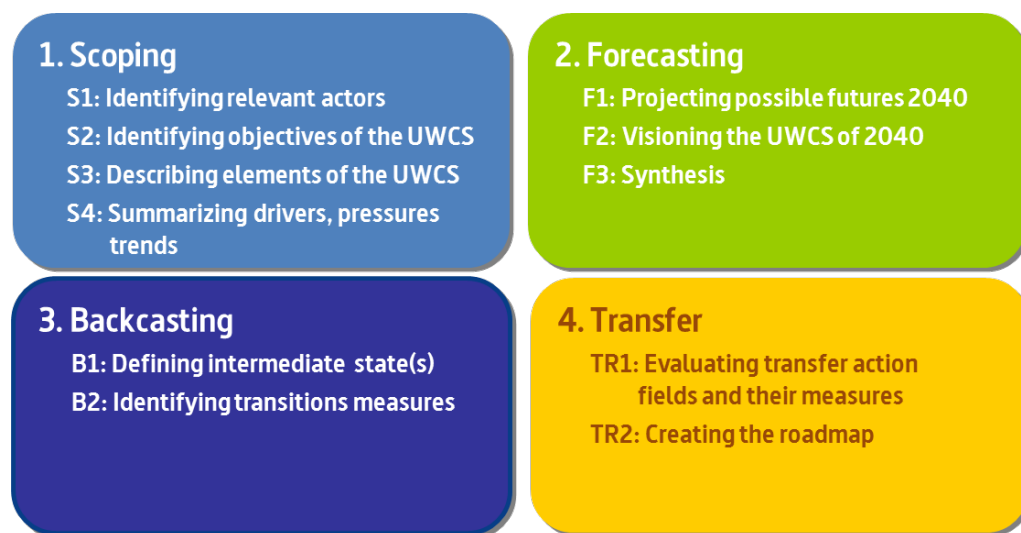 1. Scoping
S1: Identifying relevant actors
S2: Identifying objectives of the UWCS
S3: Describing elements of the UWCS
S4: Summarizing drivers, pressures
trends
2. Forecasting
F1: Projecting possible futures 2040
F2: Visioning the UWCS of 2040
F3: Synthesis
3. Backcasting
B1: Defining intermediate state(s)
B2: Identifying transitions measures
4. Transfer
TR1: Evaluating transfer action
fields and their measures
TR2: Creating the roadmap